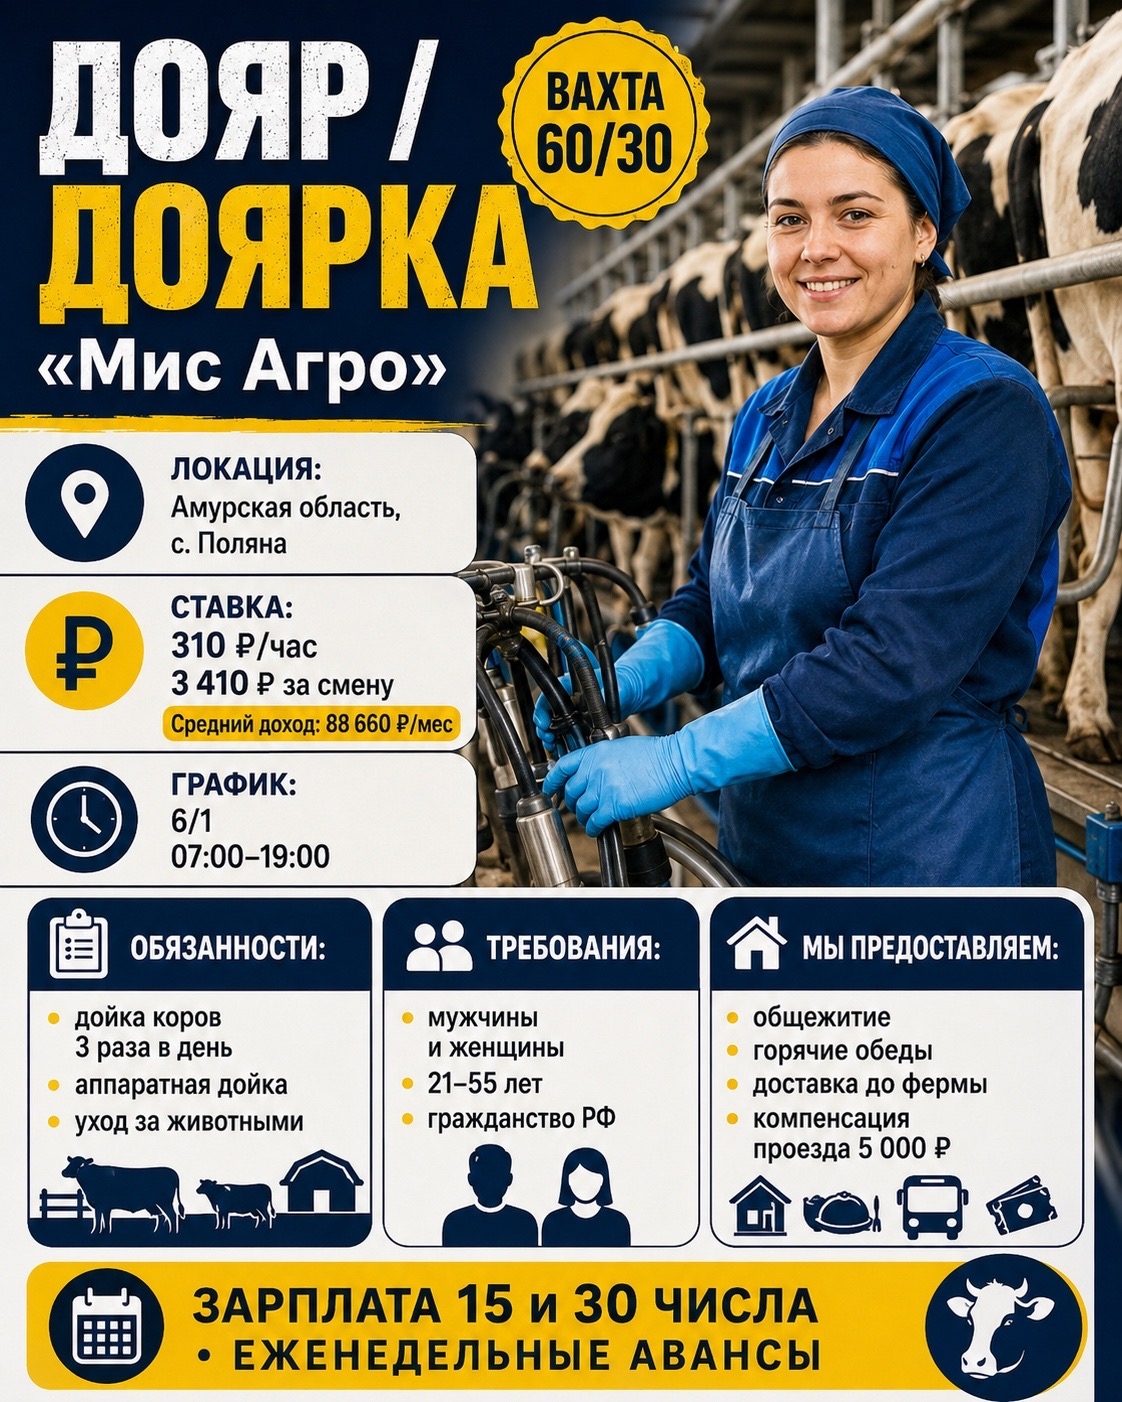 ДОЯР /
ДОЯРКА
«Мис Агро»
ВАХТА
60/30
ЛОКАЦИЯ:
Амурская область,
с. Поляна
СТАВКА:
310 ₽/час
3 410 ₽ за смену
Средний доход: 88 660 ₽/мес
ГРАФИК:
6/1
07:00–19:00
ОБЯЗАННОСТИ:
• дойка коров
3 раза в день
• аппаратная дойка
• уход за животными
ТРЕБОВАНИЯ:
• мужчины
и женщины
• 21–55 лет
• гражданство РФ
МЫ ПРЕДОСТАВЛЯЕМ:
• общежитие
• горячие обеды
• доставка до фермы
• компенсация
проезда 5 000 ₽
ЗАРПЛАТА 15 и 30 ЧИСЛА
• ЕЖЕНЕДЕЛЬНЫЕ АВАНСЫ